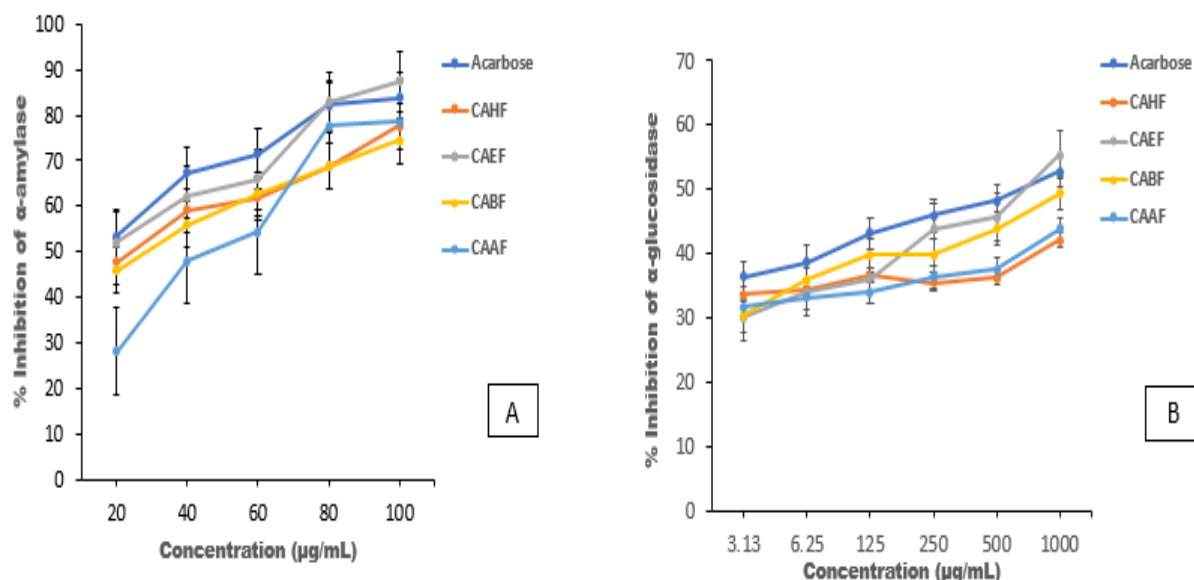 % Inhibition of α-amylase
100
90
80
70
60
50
40
30
20
10
0
20 40 60 80 100
Concentration (µg/mL)
Acarbose
CAHF
CAEF
CABF
CAAF
A
% Inhibition of α-glucosidase
70
60
50
40
30
20
10
0
3.13 6.25 125 250 500 1000
Concentration (µg/mL)
Acarbose
CAHF
CAEF
CABF
CAAF
B